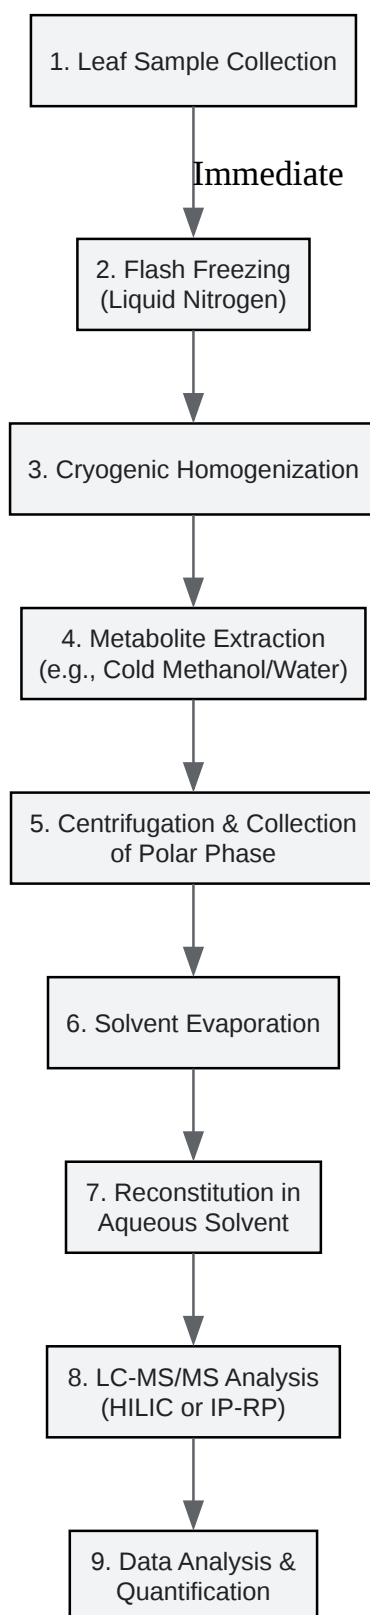 1. Leaf Sample Collection
Immediate
2. Flash Freezing
(Liquid Nitrogen)
3. Cryogenic Homogenization
4. Metabolite Extraction
(e.g., Cold Methanol/Water)
5. Centrifugation & Collection
of Polar Phase
6. Solvent Evaporation
7. Reconstitution in
Aqueous Solvent
8. LC-MS/MS Analysis
(HILIC or IP-RP)
9. Data Analysis &
Quantification